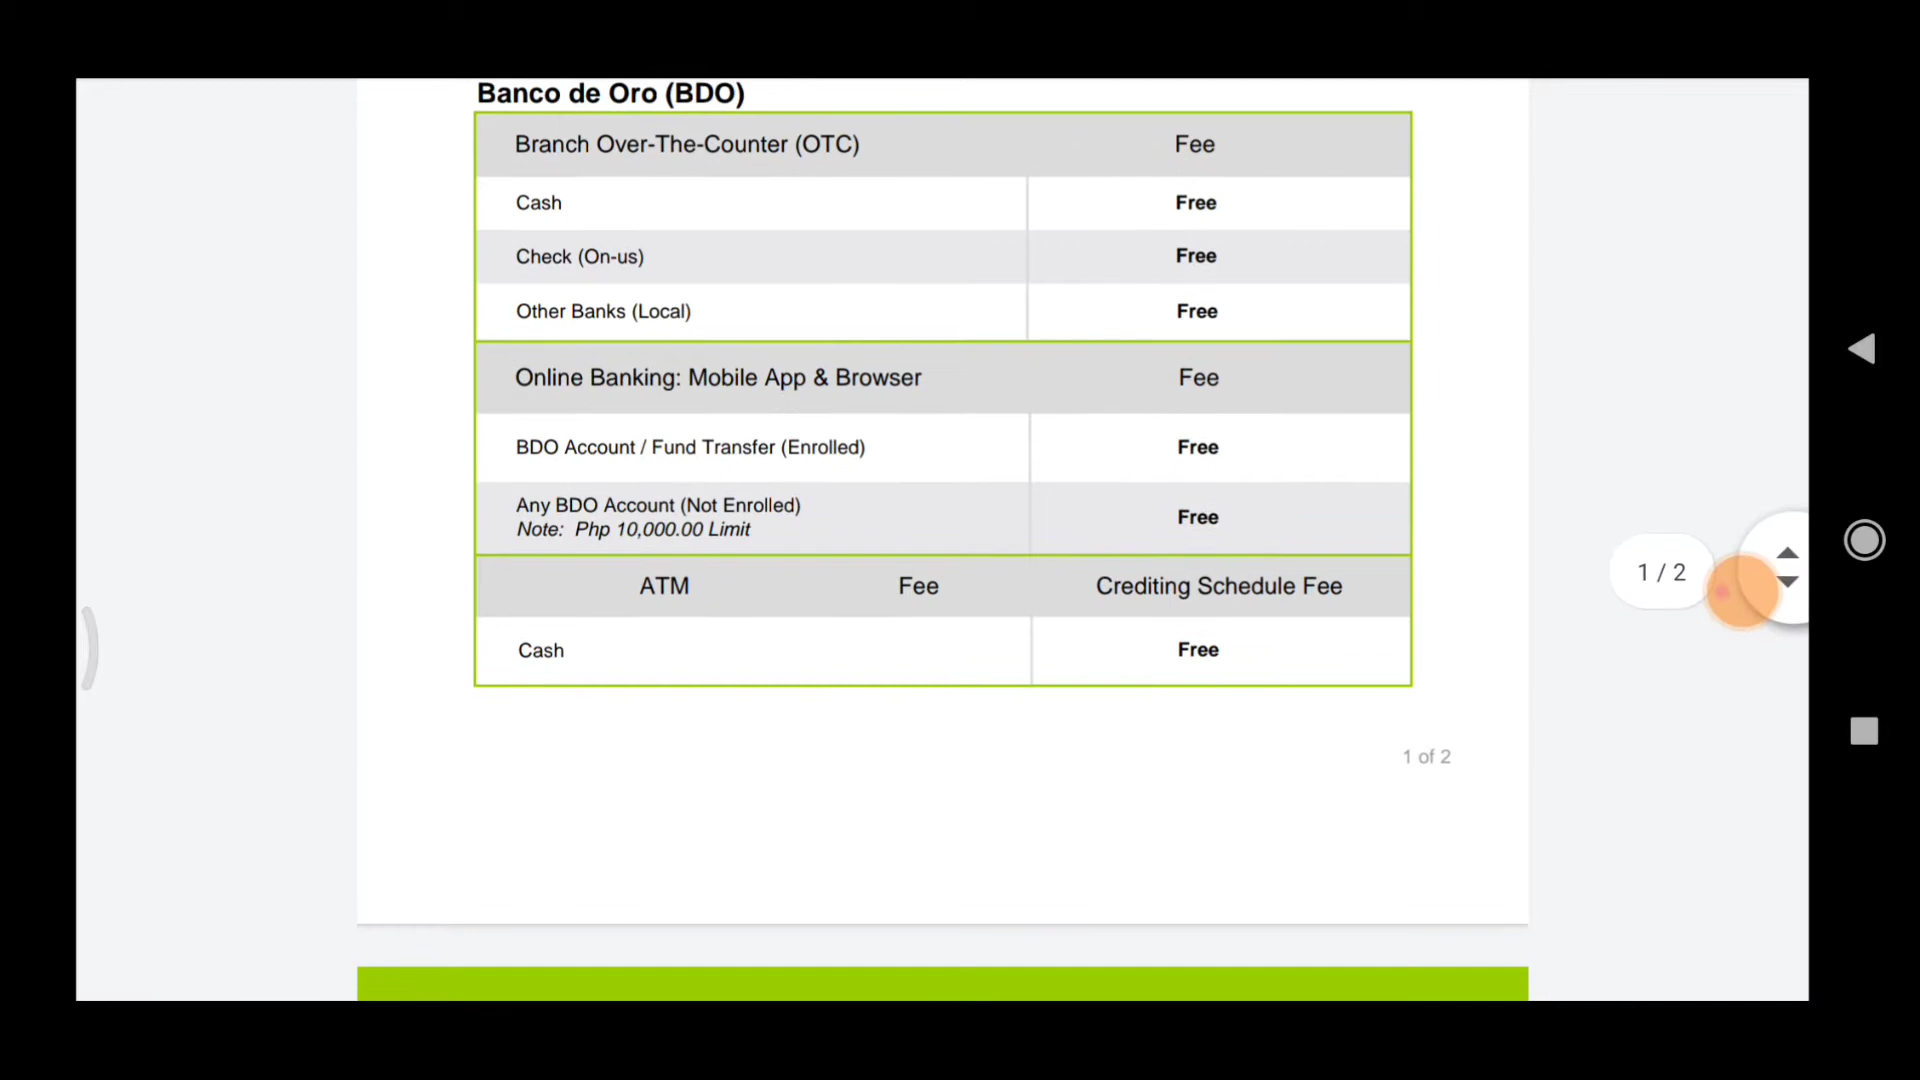 Banco de Oro (BDO)
Branch Over-The-Counter (OTC) Fee
Cash Free
Check (On-us) Free
Other Banks (Local) Free
Online Banking: Mobile App & Browser Fee
BDO Account / Fund Transfer (Enrolled) Free
Any BDO Account (Not Enrolled)
Note: Php 10,000.00 Limit
Free
ATM Fee Crediting Schedule Fee
Cash Free
1 of 2
1 / 2